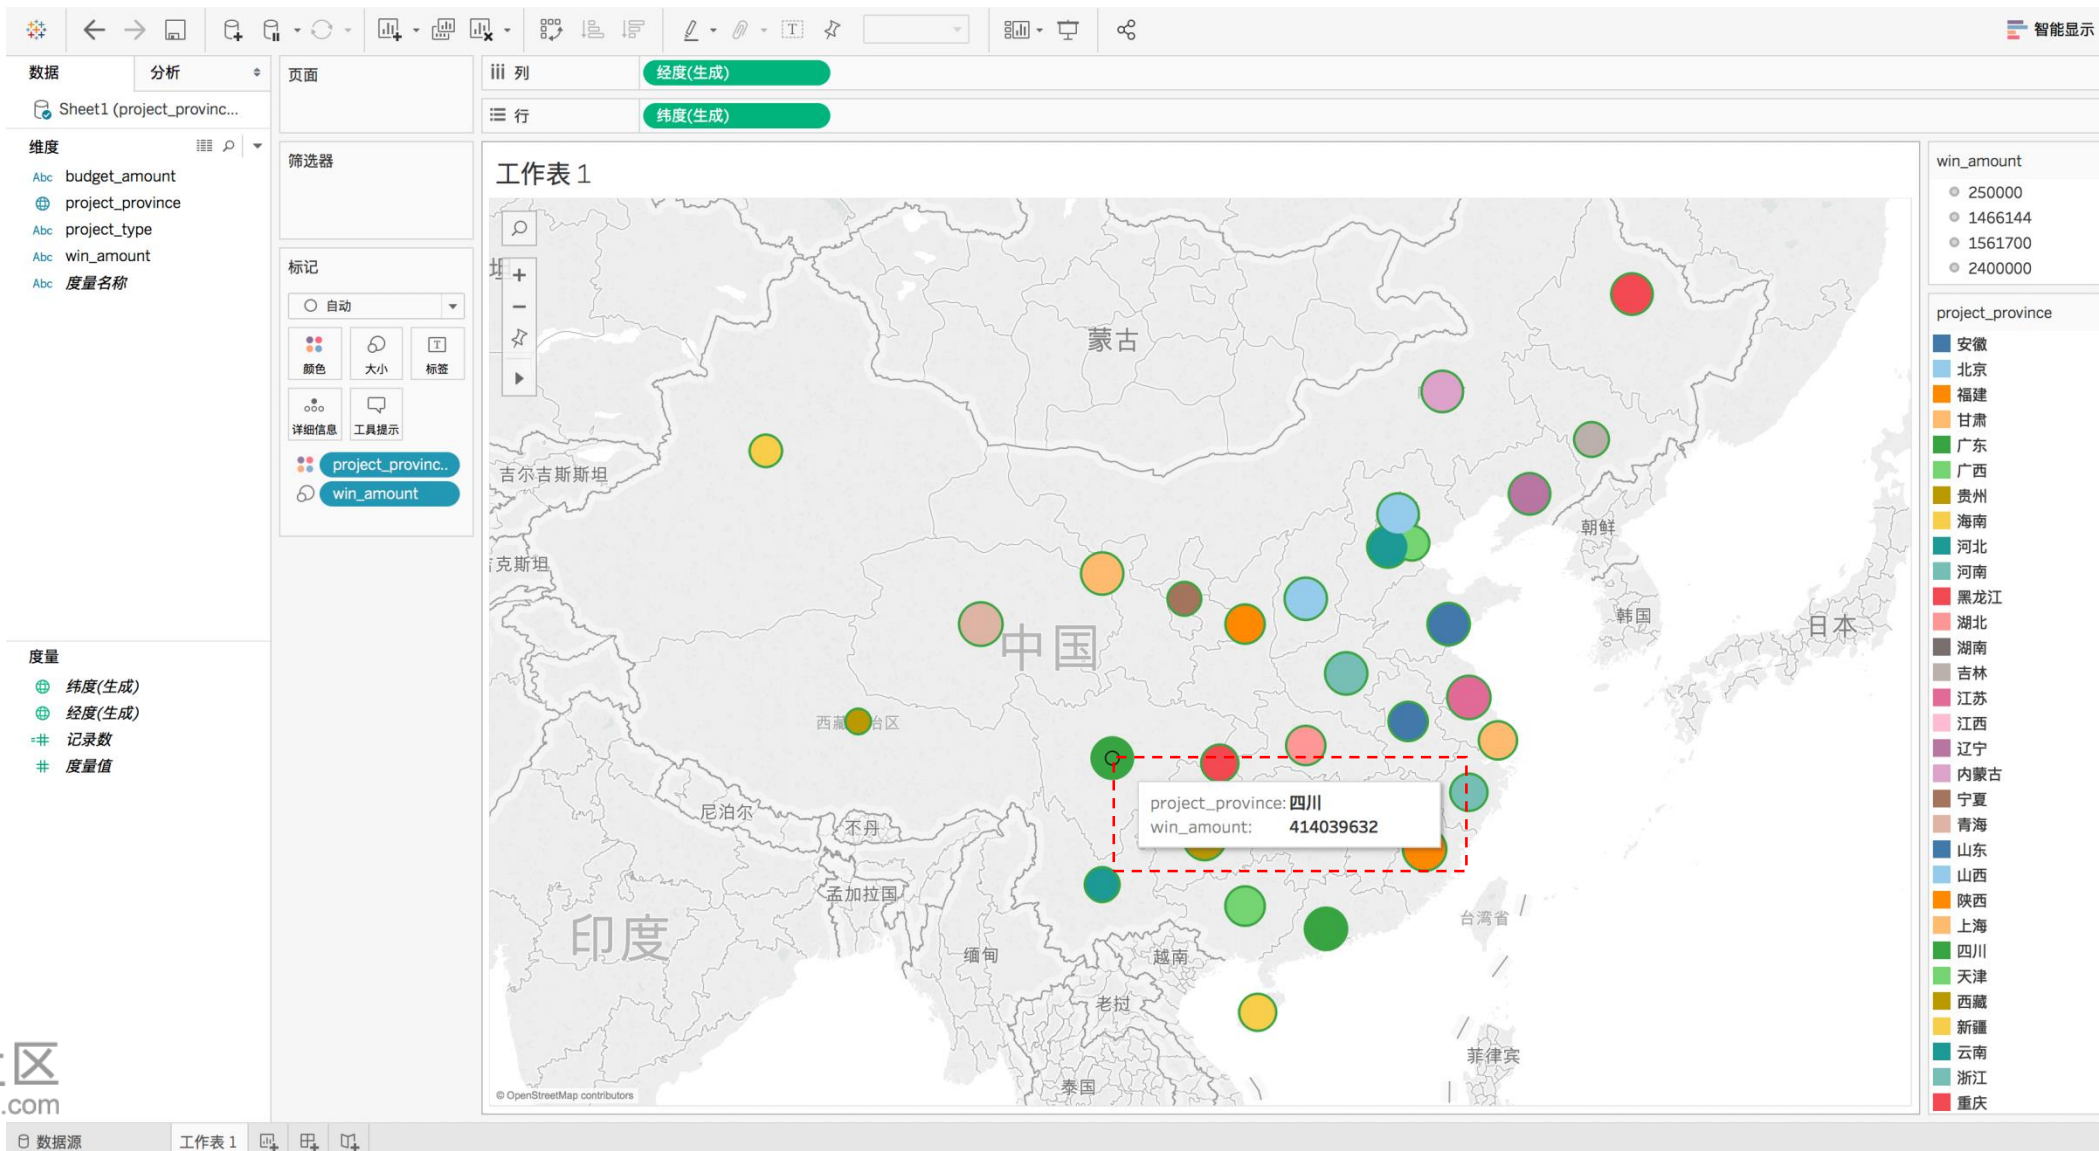 智能显示
数据
分析
页面
列
经度(生成)
Sheet1 (project_provinc...
行
纬度(生成)
维度
budget_amount
project_province
project_type
win_amount
度量名称
Abc
Abc
Abc
Abc
筛选器
标记
自动
颜色
大小
标签
详细信息
工具提示
project_provinc..
win_amount
度量
纬度(生成)
经度(生成)
记录数
度量值
工作表 1
蒙古
吉尔吉斯斯坦
克斯坦
朝鲜
韩国
日本
中国
西藏 治区
尼泊尔
不丹
孟加拉国
印度
缅甸
越南
老挝
泰国
台湾省
菲律宾
project_province: 四川
win_amount: 414039632
© OpenStreetMap contributors
win_amount
250000
1466144
1561700
2400000
project_province
安徽
北京
福建
甘肃
广东
广西
贵州
海南
河北
河南
黑龙江
湖北
湖南
吉林
江苏
江西
辽宁
内蒙古
宁夏
青海
山东
山西
陕西
上海
四川
天津
西藏
新疆
云南
浙江
重庆
区
.com
数据源
工作表 1